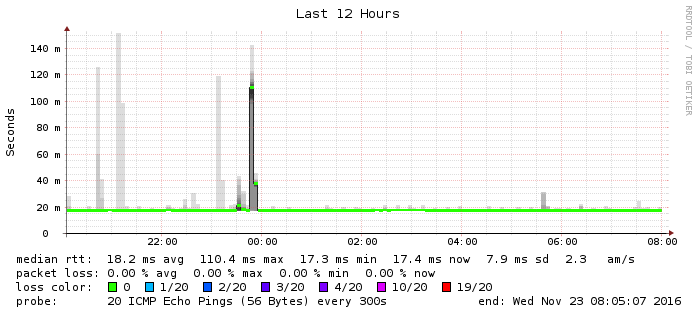 Last 12 Hours
RRDTOOL / TOBI OETIKER
Seconds
140 m
120 m
100 m
80 m
60 m
40 m
20 m
0
22:00 00:00 02:00 04:00 06:00 08:00
median rtt: 18.2 ms avg 110.4 ms max 17.3 ms min 17.4 ms now 7.9 ms sd 2.3 am/s
packet loss: 0.00 % avg 0.00 % max 0.00 % min 0.00 % now
loss color: 0 1/20 2/20 3/20 4/20 10/20 19/20
probe: 20 ICMP Echo Pings (56 Bytes) every 300s end: Wed Nov 23 08:05:07 2016